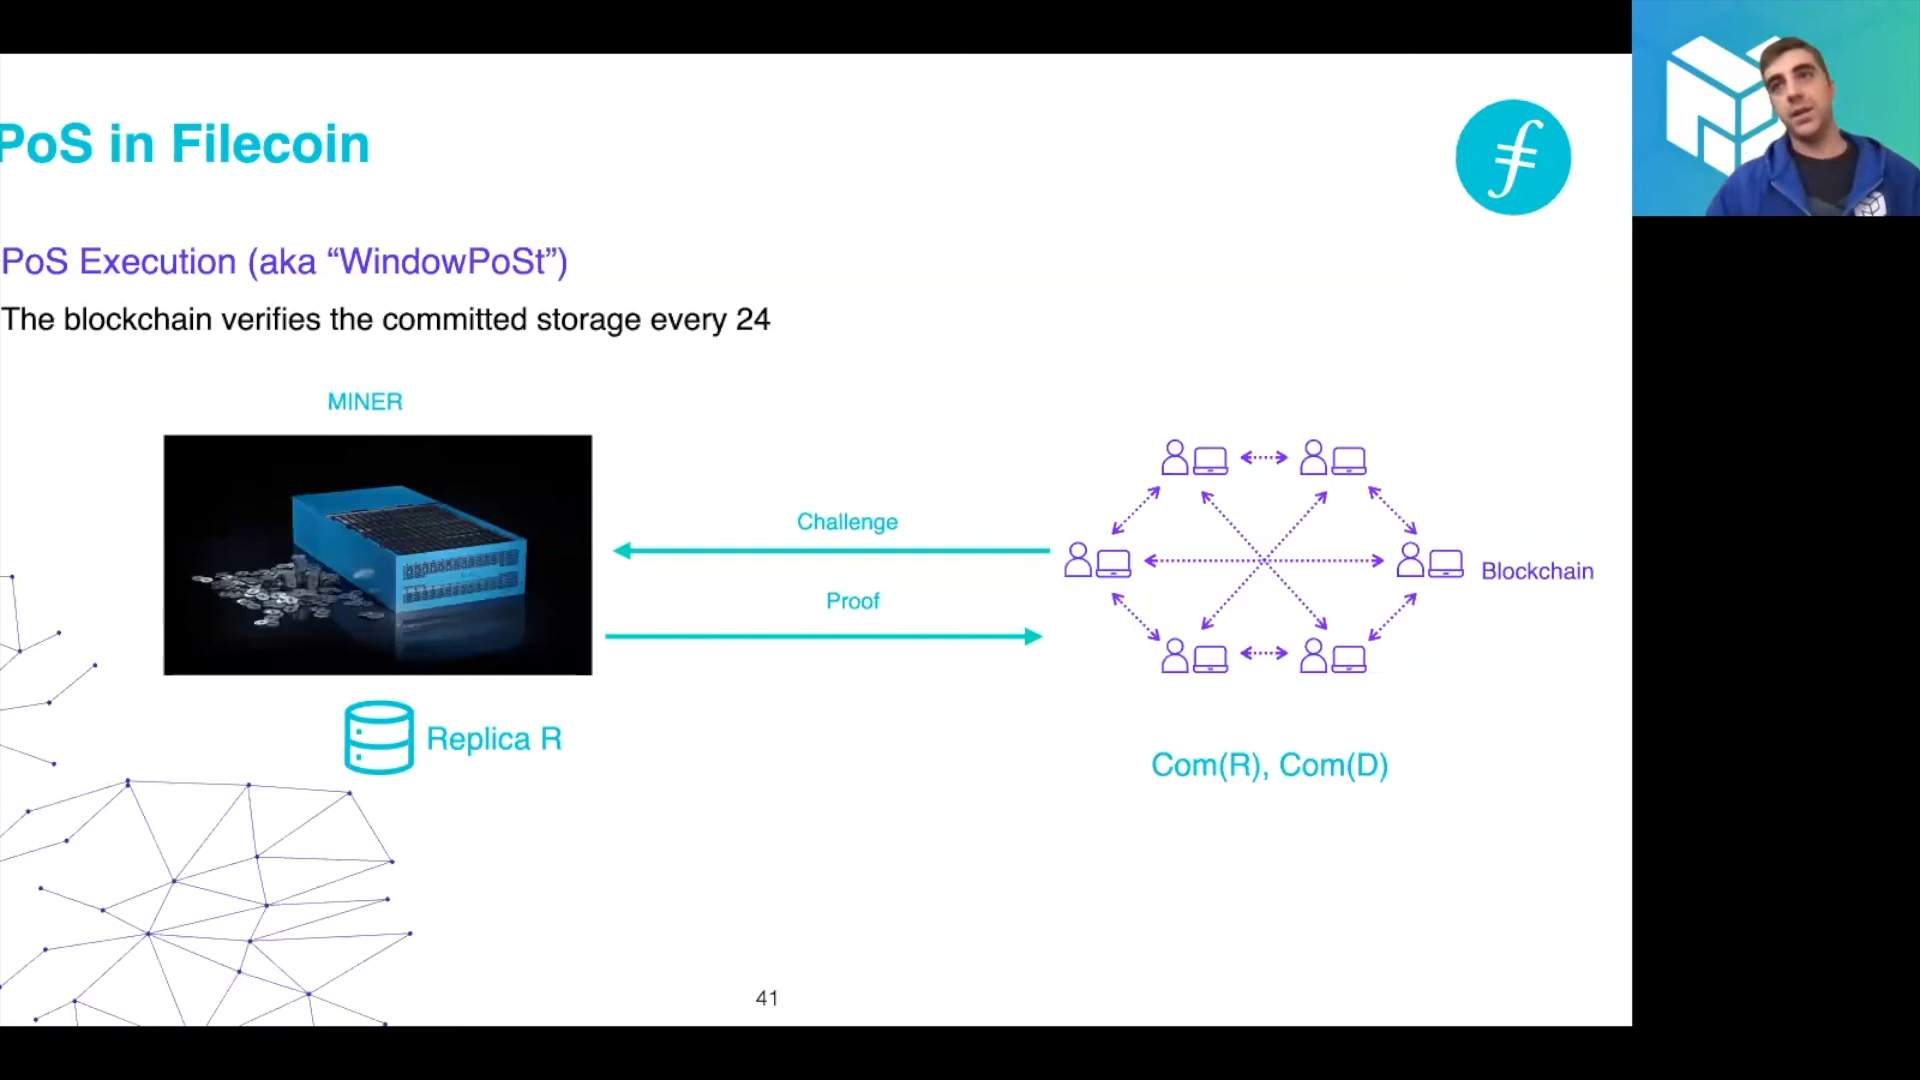 PoS in Filecoin
PoS Execution (aka “WindowPoSt”)
The blockchain verifies the committed storage every 24
MINER
Challenge
Proof
Blockchain
Replica R
Com(R), Com(D)
41